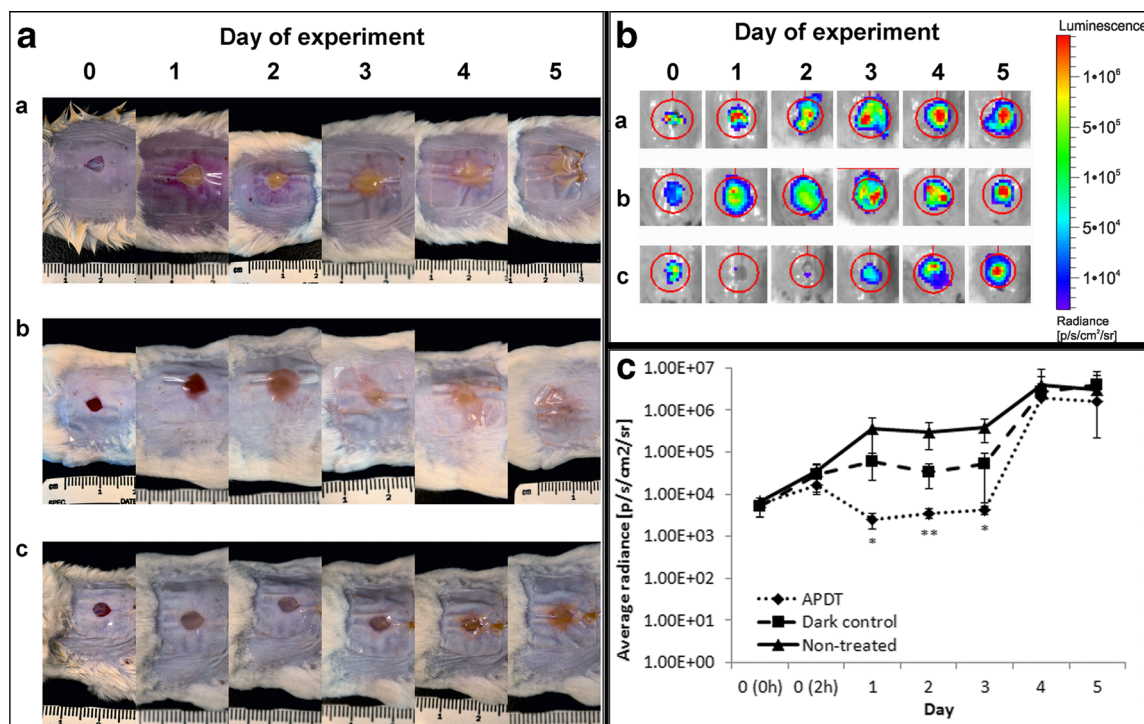 a
Day of experiment
0 1 2 3 4 5
a
b
c
b
Day of experiment
0 1 2 3 4 5
a
b
c
Luminescence
1•10⁶
5•10⁵
1•10⁵
5•10⁴
1•10⁴
Radiance
[p/s/cm²/sr]
c
Average radiance [p/s/cm2/sr]
1.00E+07
1.00E+06
1.00E+05
1.00E+04
1.00E+03
1.00E+02
1.00E+01
1.00E+00
* ** *
APDT
Dark control
Non-treated
0 (0h) 0 (2h) 1 2 3 4 5
Day